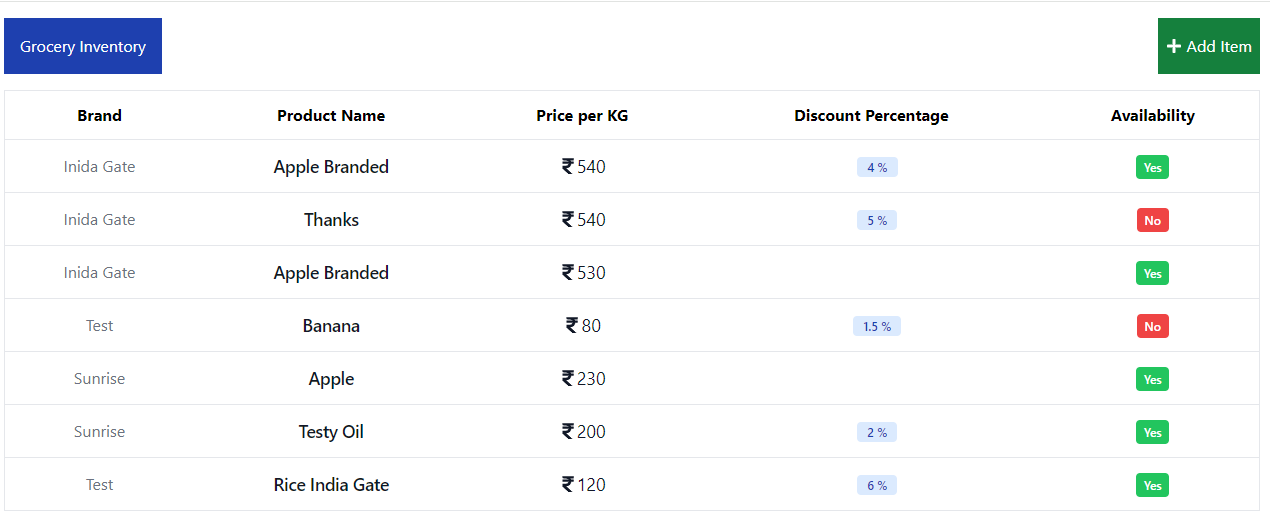 Grocery Inventory
+ Add Item
Brand Product Name Price per KG Discount Percentage Availability
Inida Gate Apple Branded ₹ 540 4 % Yes
Inida Gate Thanks ₹ 540 5 % No
Inida Gate Apple Branded ₹ 530 Yes
Test Banana ₹ 80 1.5 % No
Sunrise Apple ₹ 230 Yes
Sunrise Testy Oil ₹ 200 2 % Yes
Test Rice India Gate ₹ 120 6 % Yes